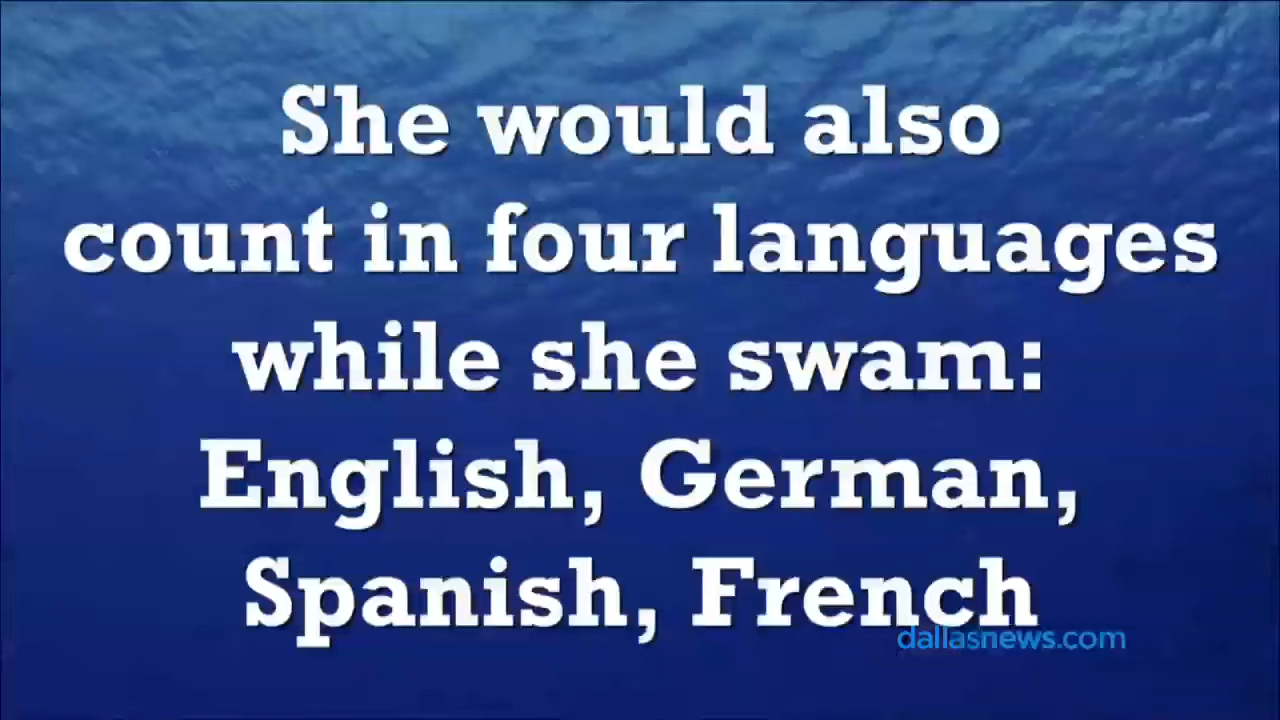 She would also
count in four languages
while she swam:
English, German,
Spanish, French
dallasnews.com